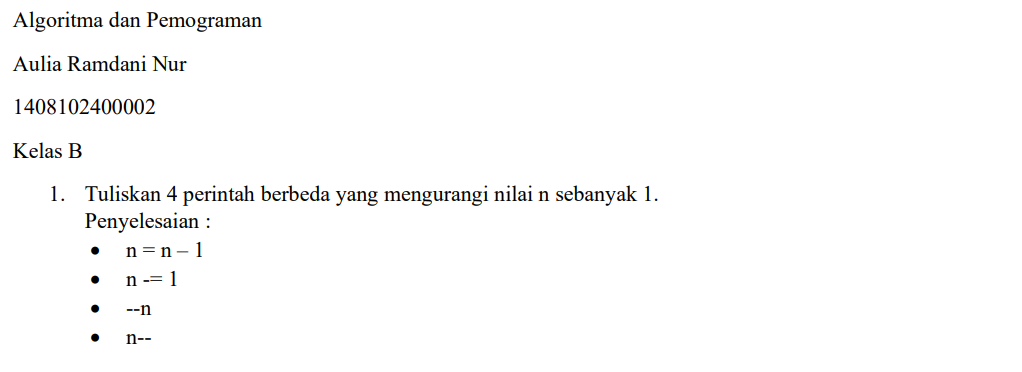 Algoritma dan Pemograman
Aulia Ramdani Nur
1408102400002
Kelas B
1. Tuliskan 4 perintah berbeda yang mengurangi nilai n sebanyak 1.
Penyelesaian :
• n = n – 1
• n -= 1
• --n
• n--